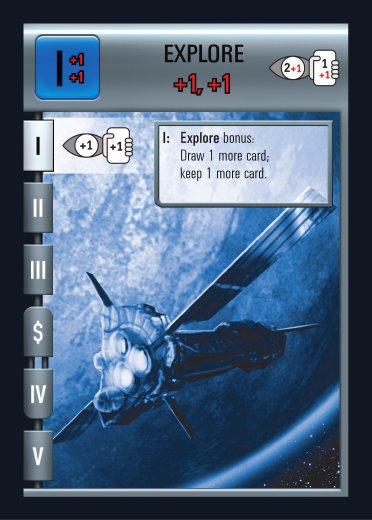 I +1
+1
EXPLORE
+1, +1
2+1 1
+1
I
+1 +1
I: Explore bonus:
Draw 1 more card;
keep 1 more card.
II
III
$
IV
V